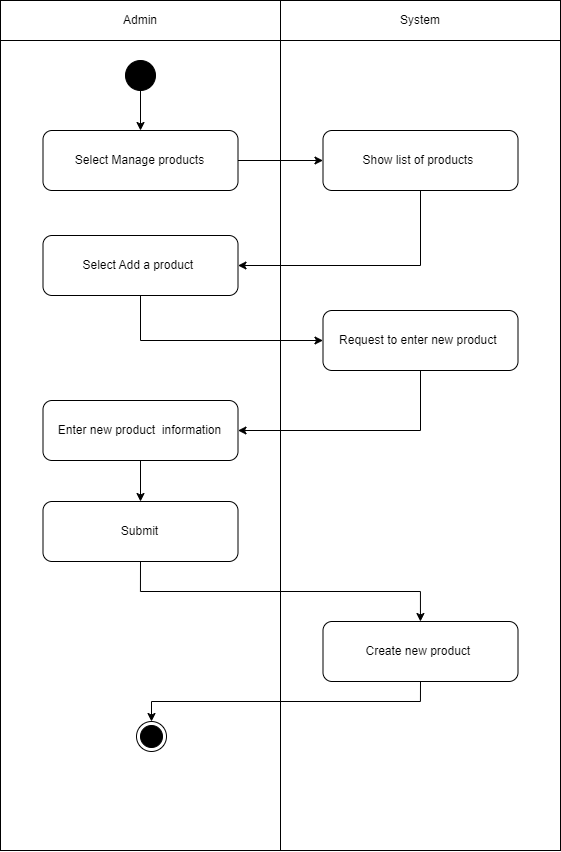 Admin
System
Select Manage products
Show list of products
Select Add a product
Request to enter new product
Enter new product  information
Submit
Create new product